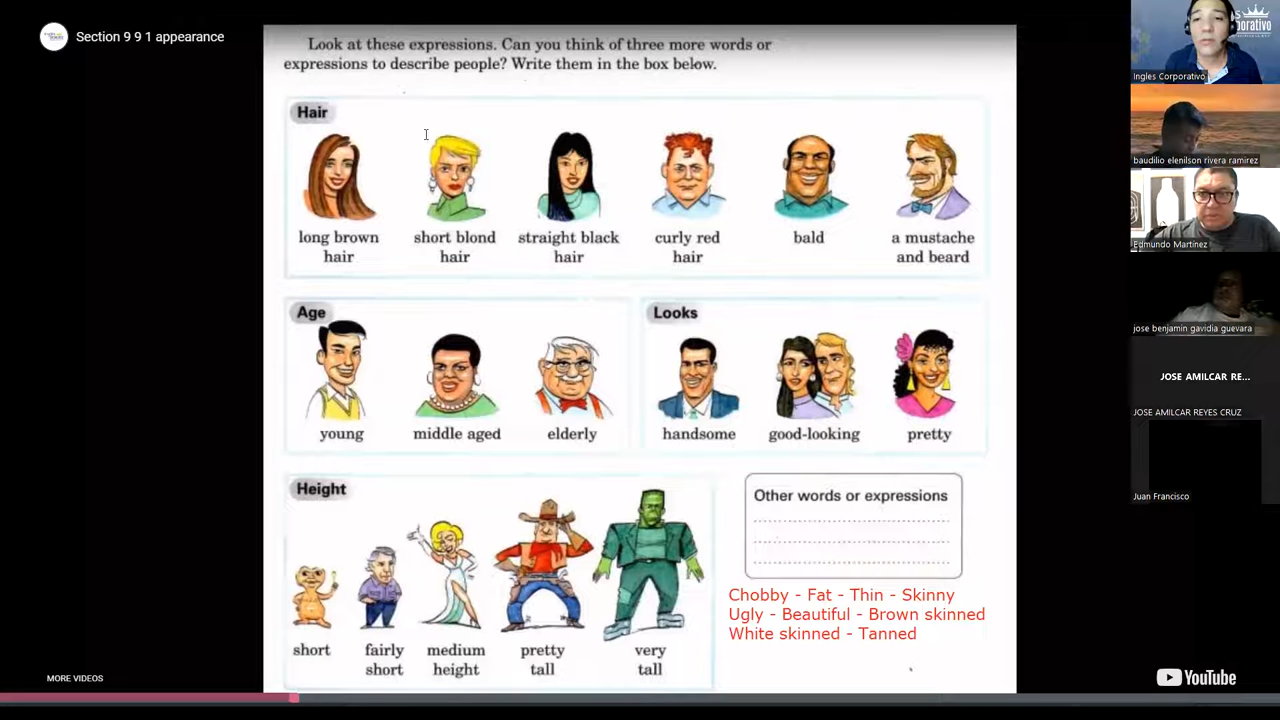 Section 9 9 1 appearance
Look at these expressions. Can you think of three more words or
expressions to describe people? Write them in the box below.
Hair
long brown
hair
short blond
hair
straight black
hair
curly red
hair
bald
a mustache
and beard
Age
young
middle aged
elderly
Looks
handsome
good-looking
pretty
Height
short
fairly
short
medium
height
pretty
tall
very
tall
Other words or expressions
Chobby - Fat - Thin - Skinny
Ugly - Beautiful - Brown skinned
White skinned - Tanned
MORE VIDEOS
YouTube
Ingles Corporativo
baudilio elenilson rivera ramirez
Edmundo Martínez
jose benjamin gavidia guevara
JOSE AMILCAR RE...
JOSE AMILCAR REYES CRUZ
Juan Francisco